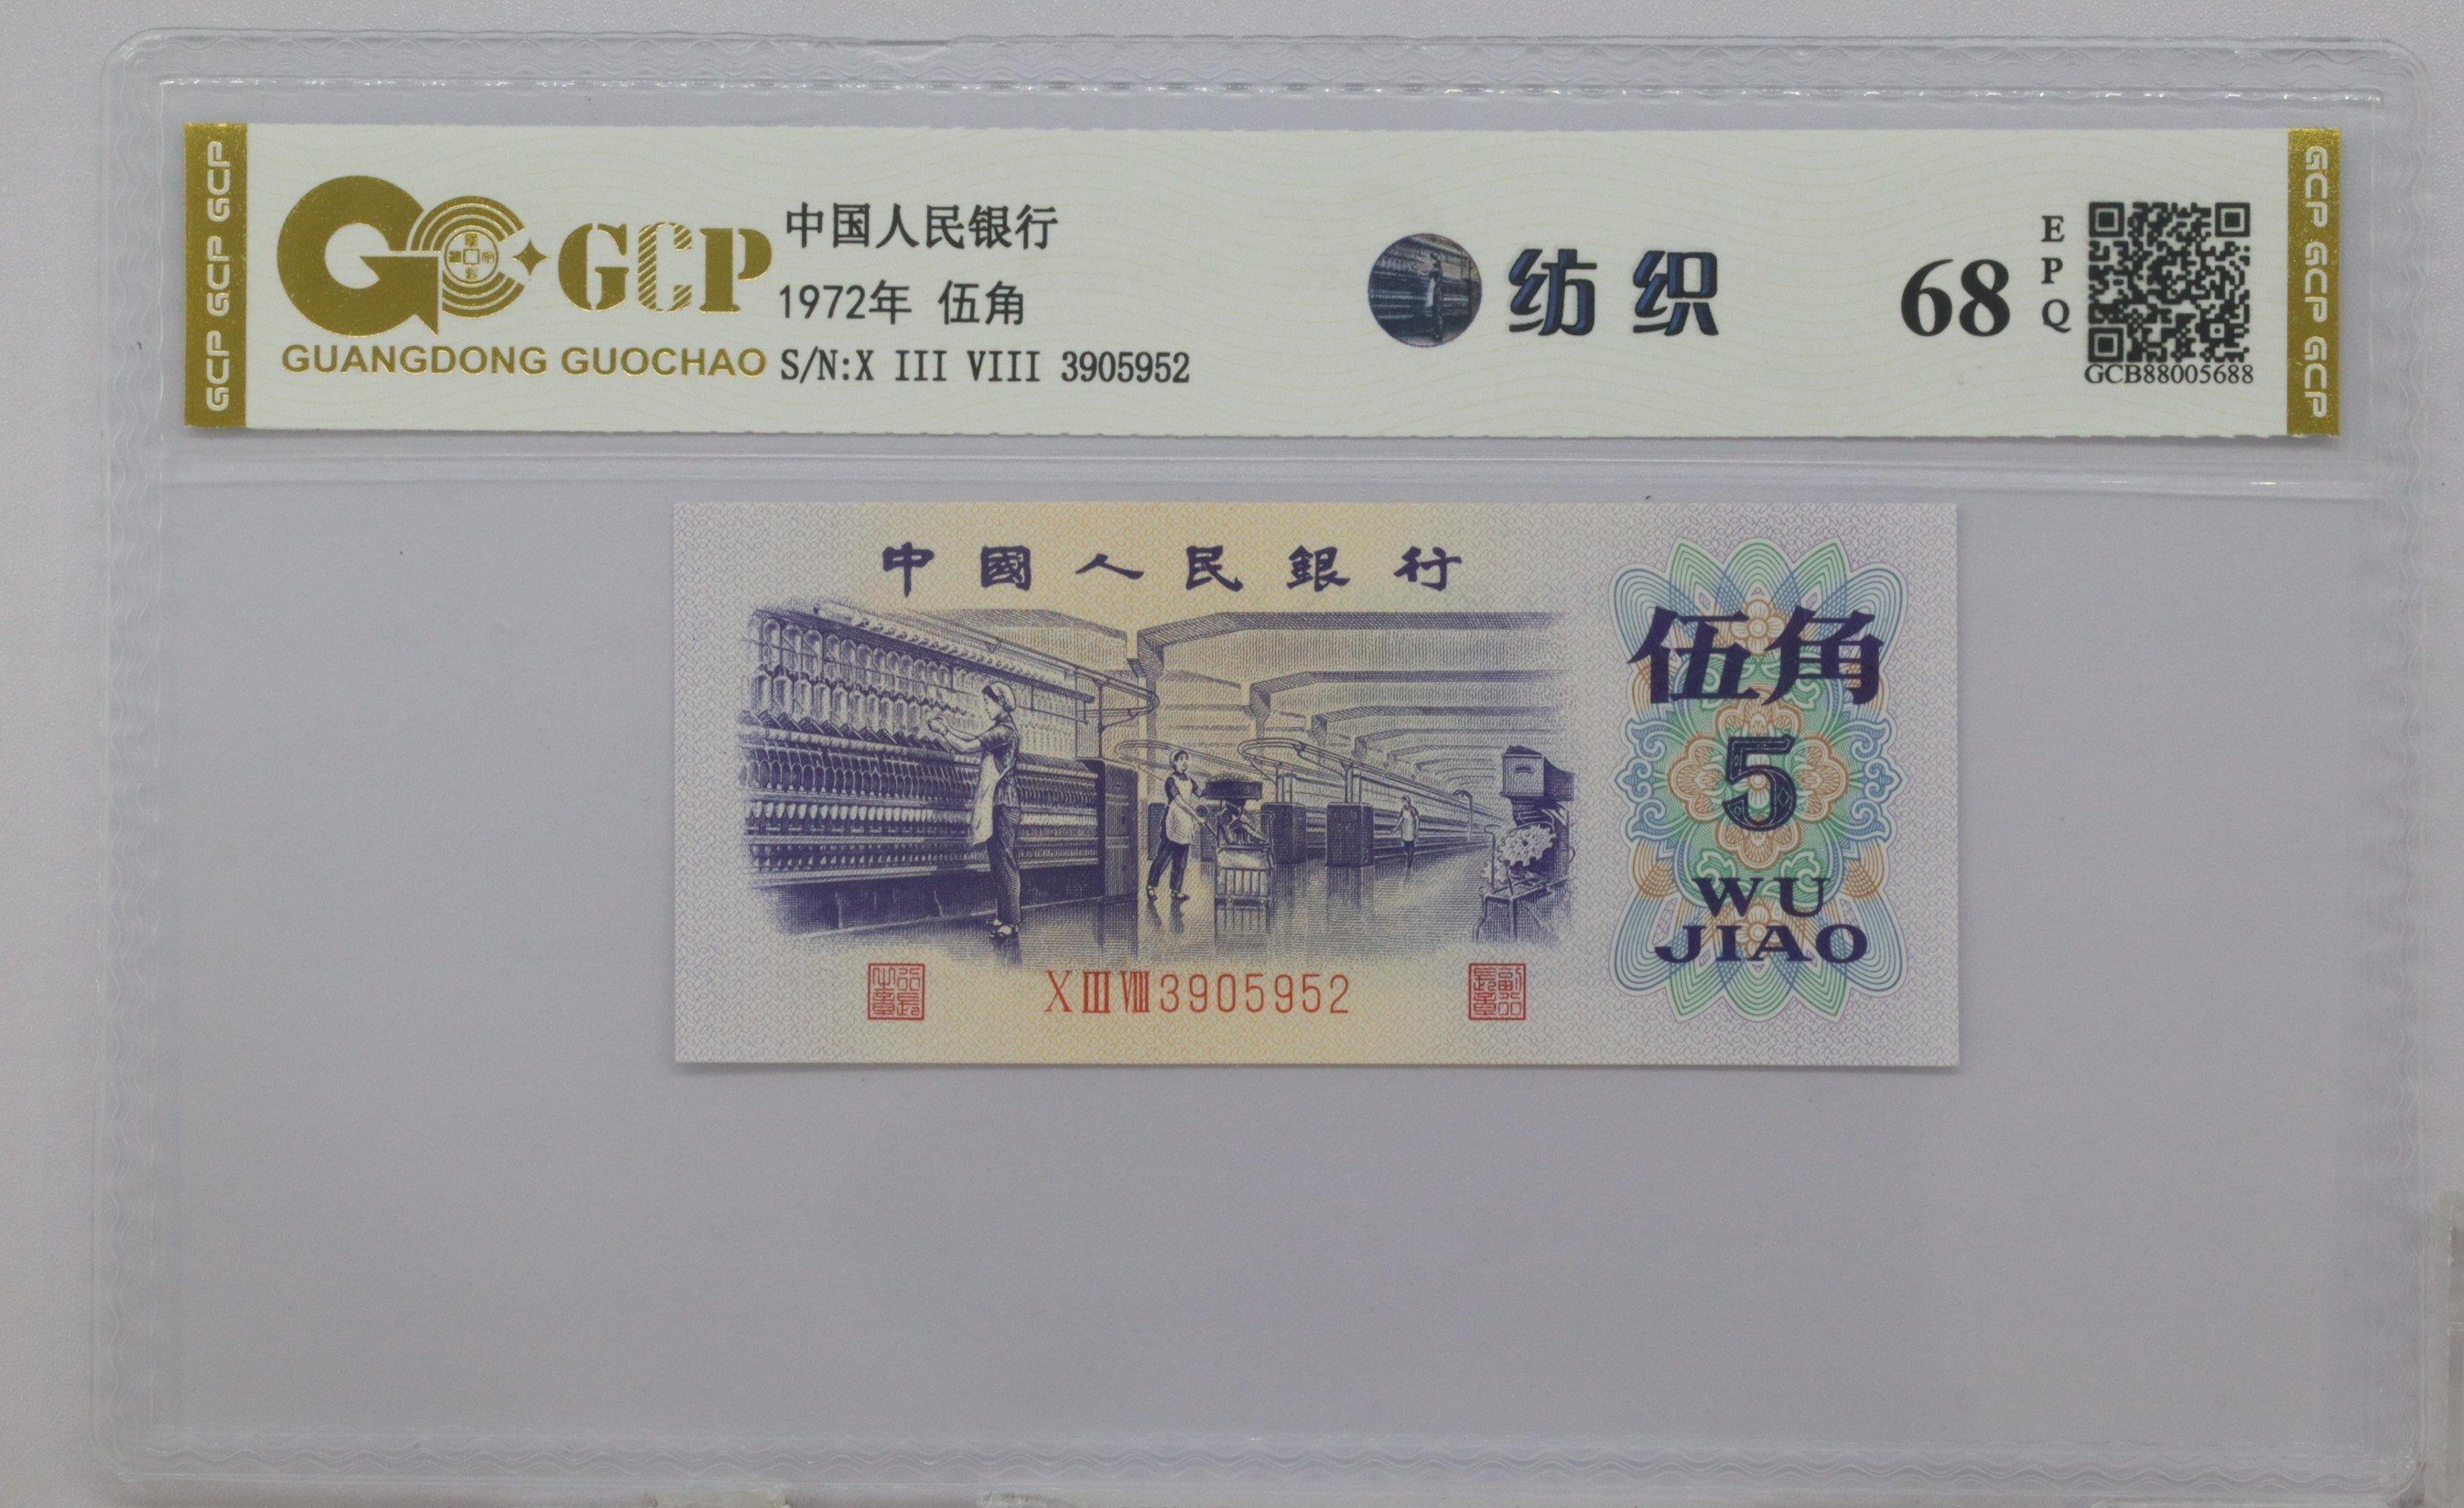 GCP GCP GCP
GCP
GUANGDONG GUOCHAO
中国人民银行
1972年 伍角
S/N:X III VIII 3905952
纺织
68
EPQ
GCB88005688
GCP GCP GCP
中國人民銀行
伍角
5
WU
JIAO
X III VIII 3905952